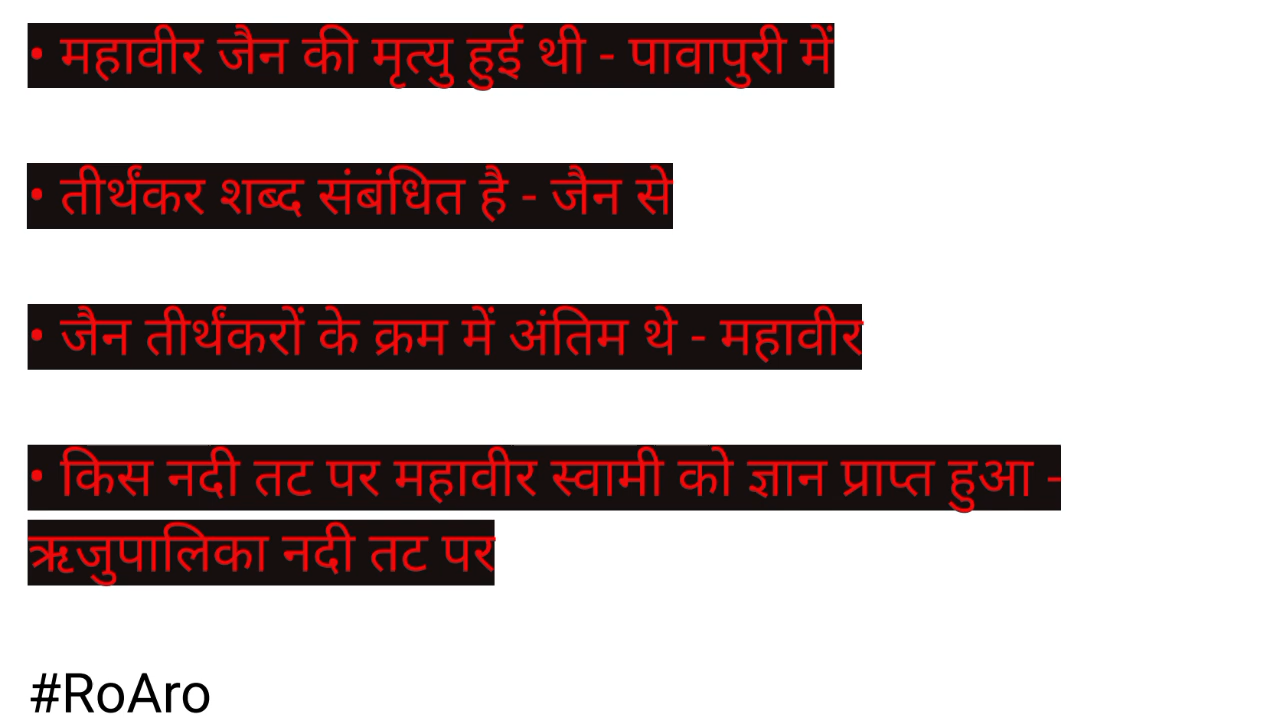 • महावीर जैन की मृत्यु हुई थी - पावापुरी में
• तीर्थंकर शब्द संबंधित है - जैन से
• जैन तीर्थंकरों के क्रम में अंतिम थे - महावीर
• किस नदी तट पर महावीर स्वामी को ज्ञान प्राप्त हुआ -
ऋजुपालिका नदी तट पर
#RoAro